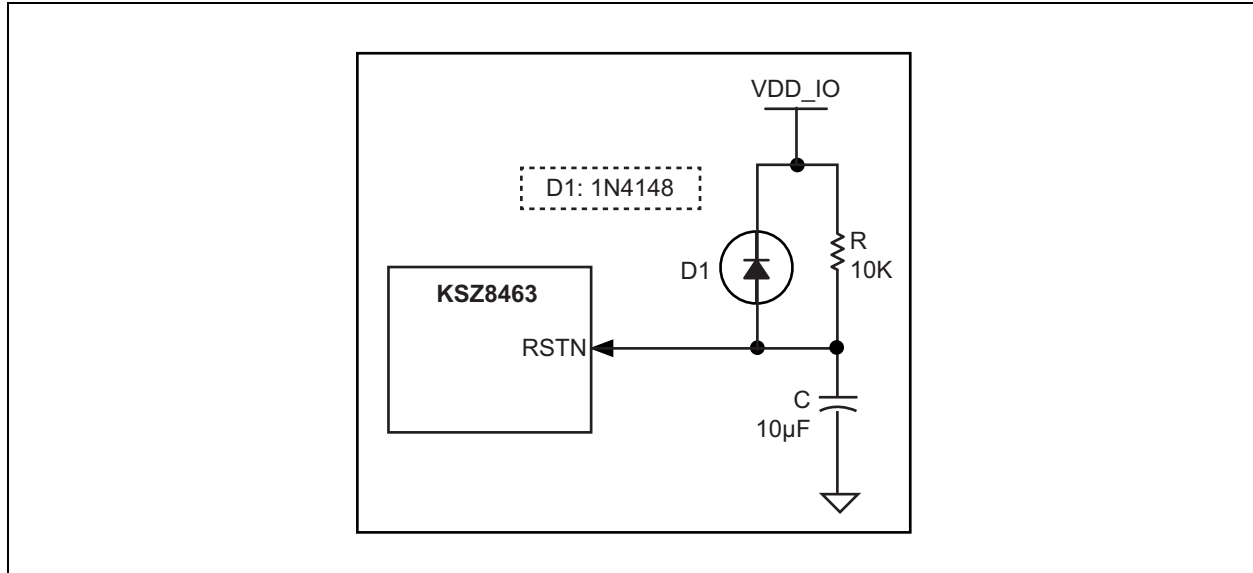 VDD_IO
D1: 1N4148
R
10K
D1
KSZ8463
RSTN
C
10µF